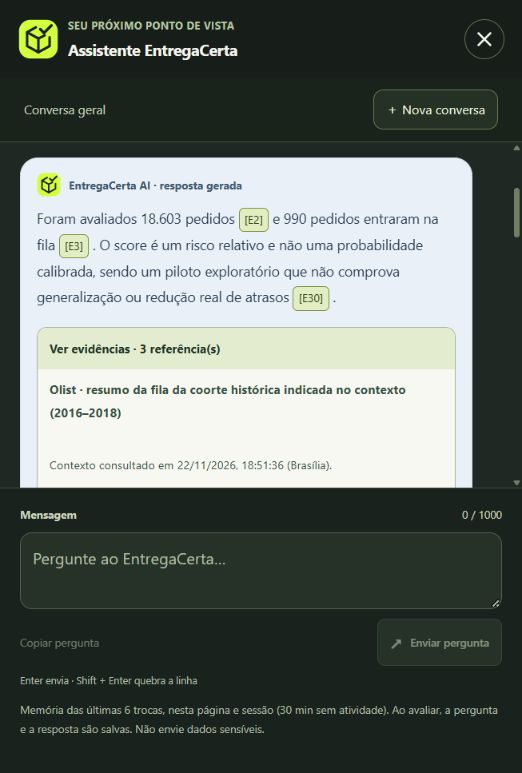 SEU PRÓXIMO PONTO DE VISTA
Assistente EntregaCerta
Conversa geral
+ Nova conversa
EntregaCerta AI · resposta gerada
Foram avaliados 18.603 pedidos [E2] e 990 pedidos entraram na
fila [E3] . O score é um risco relativo e não uma probabilidade
calibrada, sendo um piloto exploratório que não comprova
generalização ou redução real de atrasos [E30] .
Ver evidências · 3 referência(s)
Olist · resumo da fila da coorte histórica indicada no contexto
(2016–2018)
Contexto consultado em 22/11/2026, 18:51:36 (Brasília).
Mensagem
0 / 1000
Pergunte ao EntregaCerta...
Copiar pergunta
Enviar pergunta
Enter envia · Shift + Enter quebra a linha
Memória das últimas 6 trocas, nesta página e sessão (30 min sem atividade). Ao avaliar, a pergunta
e a resposta são salvas. Não envie dados sensíveis.